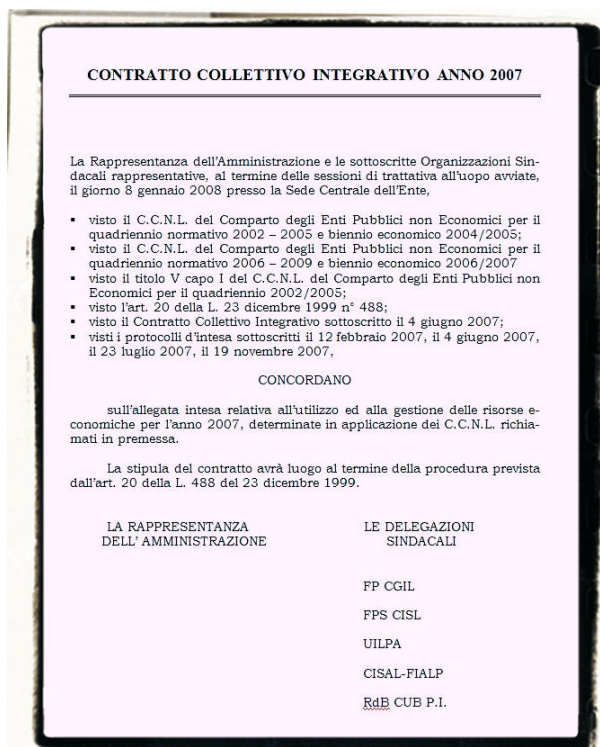 CONTRATTO COLLETTIVO INTEGRATIVO ANNO 2007
La Rappresentanza dell'Amministrazione e le sottoscritte Organizzazioni Sin-
dacali rappresentative, al termine delle sessioni di trattativa all'uopo avviate,
il giorno 8 gennaio 2008 presso la Sede Centrale dell'Ente,
▪ visto il C.C.N.L. del Comparto degli Enti Pubblici non Economici per il
quadriennio normativo 2002 – 2005 e biennio economico 2004/2005;
▪ visto il C.C.N.L. del Comparto degli Enti Pubblici non Economici per il
quadriennio normativo 2006 – 2009 e biennio economico 2006/2007
▪ visto il titolo V capo I del C.C.N.L. del Comparto degli Enti Pubblici non
Economici per il quadriennio 2002/2005;
▪ visto l'art. 20 della L. 23 dicembre 1999 n° 488;
▪ visto il Contratto Collettivo Integrativo sottoscritto il 4 giugno 2007;
▪ visti i protocolli d'intesa sottoscritti il 12 febbraio 2007, il 4 giugno 2007,
il 23 luglio 2007, il 19 novembre 2007,
CONCORDANO
sull'allegata intesa relativa all'utilizzo ed alla gestione delle risorse e-
conomiche per l'anno 2007, determinate in applicazione dei C.C.N.L. richia-
mati in premessa.
La stipula del contratto avrà luogo al termine della procedura prevista
dall'art. 20 della L. 488 del 23 dicembre 1999.
LA RAPPRESENTANZA
DELL' AMMINISTRAZIONE
LE DELEGAZIONI
SINDACALI
FP CGIL
FPS CISL
UILPA
CISAL-FIALP
RdB CUB P.I.